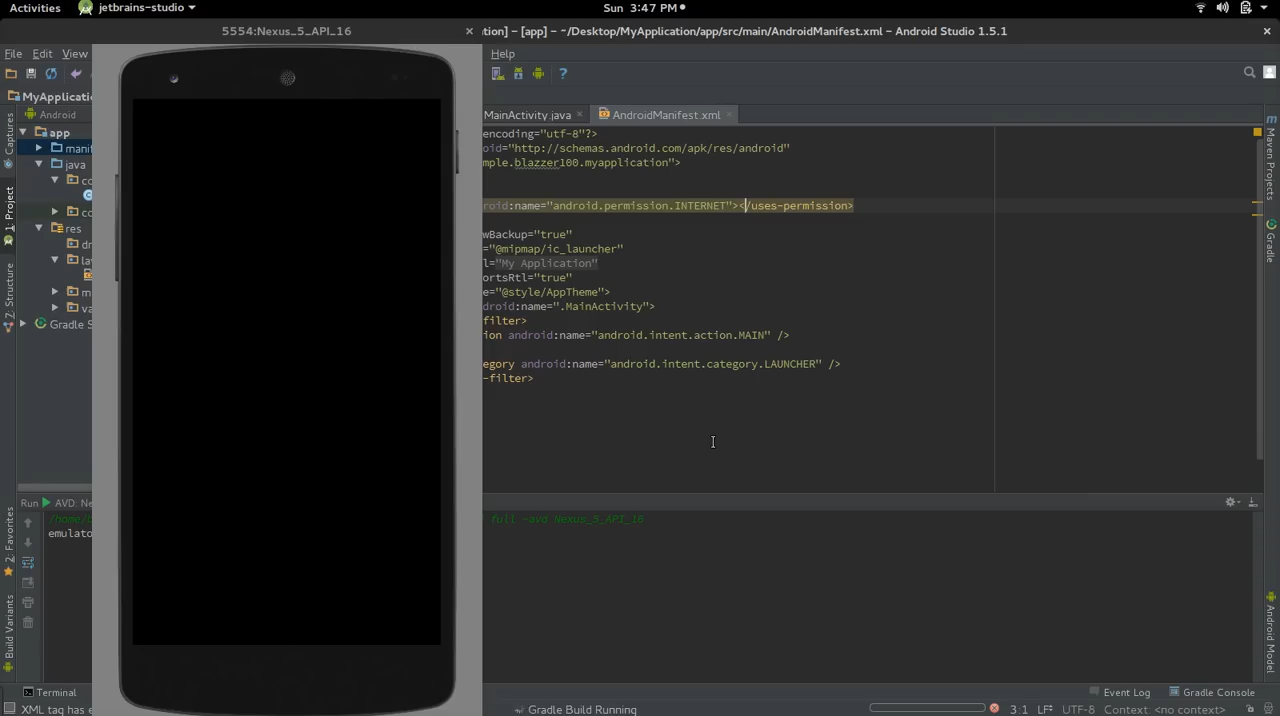 Activities
jetbrains-studio
Sun 3:47 PM
5554:Nexus_5_API_16
ation] - [app] - ~/Desktop/MyApplication/app/src/main/AndroidManifest.xml - Android Studio 1.5.1
File Edit View
Help
MyApplication
MainActivity.java
AndroidManifest.xml
Android
app
java
res
Gradle S
encoding="utf-8"?>
oid="http://schemas.android.com/apk/res/android"
mple.blazzer100.myapplication">
roid:name="android.permission.INTERNET"></uses-permission>
wBackup="true"
="@mipmap/ic_launcher"
l="My Application"
ortsRtl="true"
e="@style/AppTheme">
droid:name=".MainActivity">
filter>
ion android:name="android.intent.action.MAIN" />
egory android:name="android.intent.category.LAUNCHER" />
-filter>
Captures
1: Project
7: Structure
2: Favorites
Build Variants
Maven Projects
Gradle
Android Model
Run
AVD: Ne
full -avd Nexus_5_API_16
emulato
Terminal
Event Log
Gradle Console
XML tag has e
Gradle Build Running
3:1 LF UTF-8 Context: <no context>